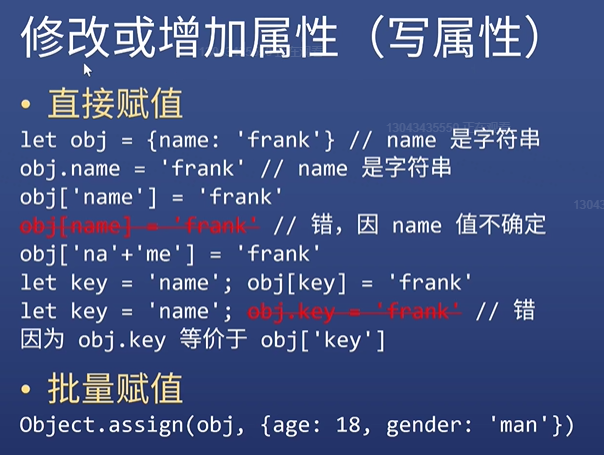 修改或增加属性（写属性）
• 直接赋值
let obj = {name: 'frank'} // name 是字符串
obj.name = 'frank' // name 是字符串
obj['name'] = 'frank'
obj[name] = 'frank' // 错，因 name 值不确定
obj['na'+'me'] = 'frank'
let key = 'name'; obj[key] = 'frank'
let key = 'name'; obj.key = 'frank' // 错
因为 obj.key 等价于 obj['key']
• 批量赋值
Object.assign(obj, {age: 18, gender: 'man'})